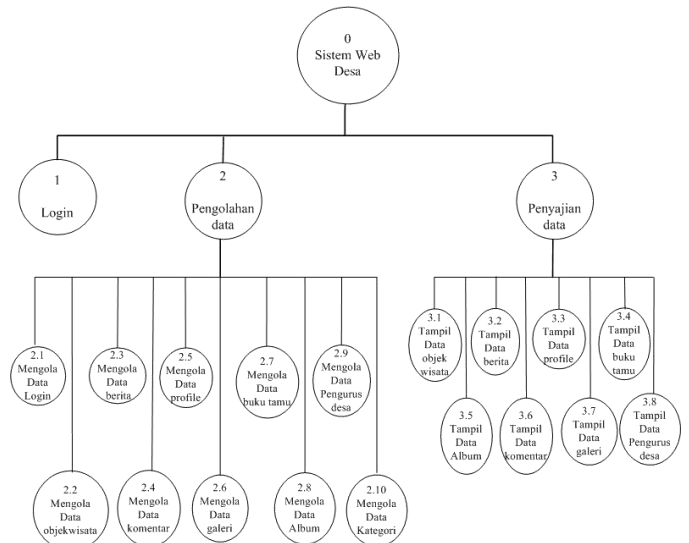 0
Sistem Web
Desa
1
Login
2
Pengolahan
data
3
Penyajian
data
2.1
Mengola
Data
Login
2.3
Mengola
Data
berita
2.5
Mengola
Data
profile
2.7
Mengola
Data
buku tamu
2.9
Mengola
Data
Pengurus
desa
2.2
Mengola
Data
objekwisata
2.4
Mengola
Data
komentar
2.6
Mengola
Data
galeri
2.8
Mengola
Data
Album
2.10
Mengola
Data
Kategori
3.1
Tampil
Data
objek
wisata
3.2
Tampil
Data
berita
3.3
Tampil
Data
profile
3.4
Tampil
Data
buku
tamu
3.5
Tampil
Data
Album
3.6
Tampil
Data
komentar
3.7
Tampil
Data
galeri
3.8
Tampil
Data
Pengurus
desa